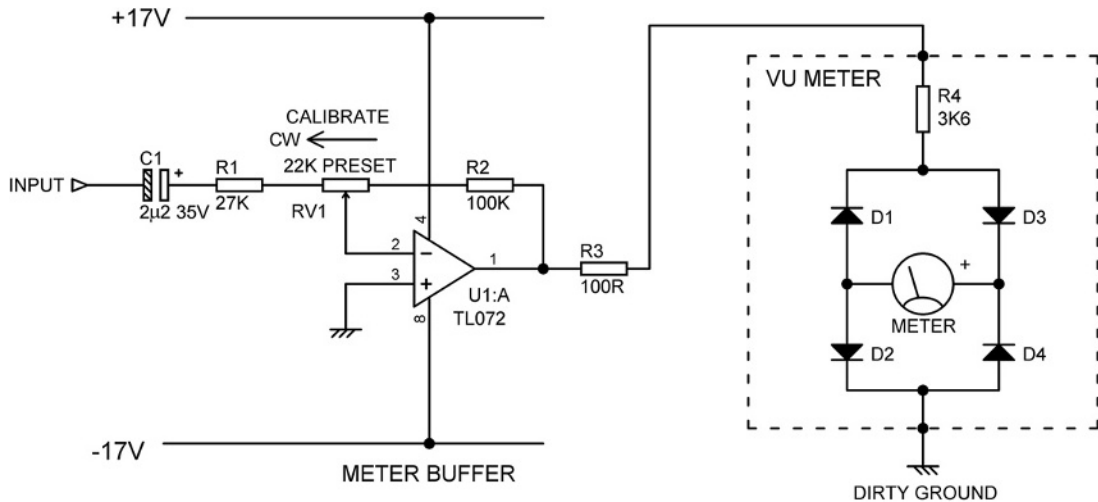 +17V
VU METER
R4
3K6
CALIBRATE
CW
C1
+
R1
22K PRESET
R2
INPUT
2µ2 35V
27K
RV1
100K
D1
D3
4
2
−
1
R3
+
3
+
U1:A
100R
METER
TL072
8
D2
D4
-17V
METER BUFFER
DIRTY GROUND